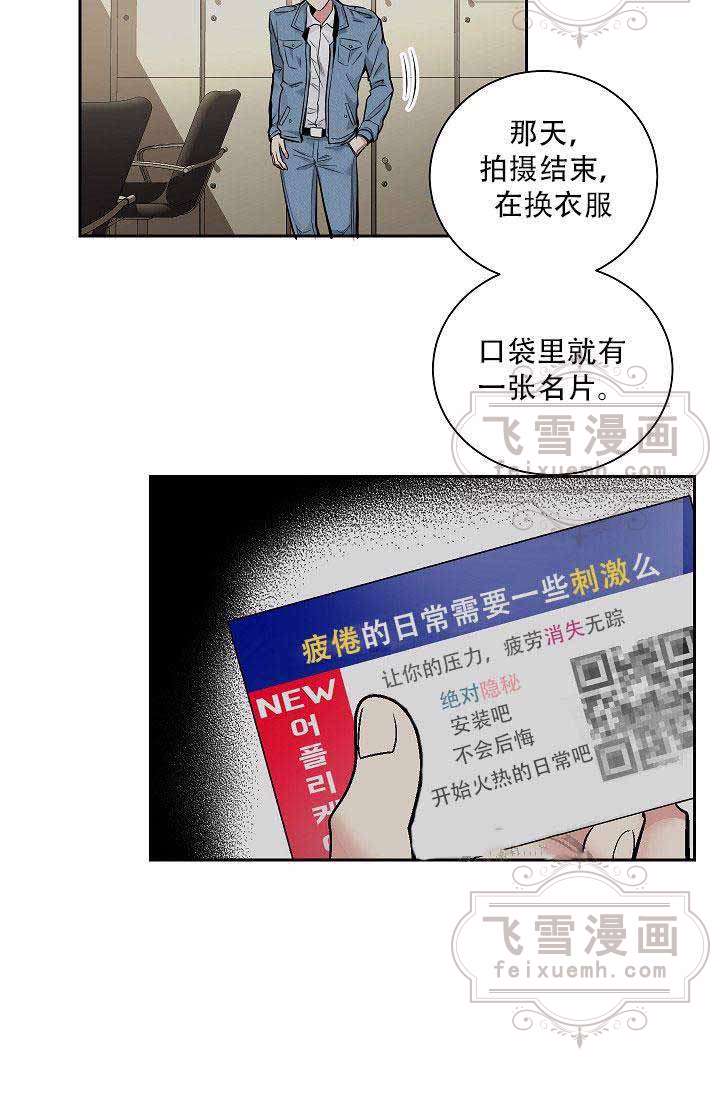 那天，
拍摄结束，
在换衣服
口袋里就有
一张名片。
飞雪漫画
feixuemh.com
疲倦的日常需要一些刺激么
让你的压力，疲劳消失无踪
绝对隐秘
安装吧
不会后悔
开始火热的日常吧
NEW
어
플
리
飞雪漫画
feixuemh.com